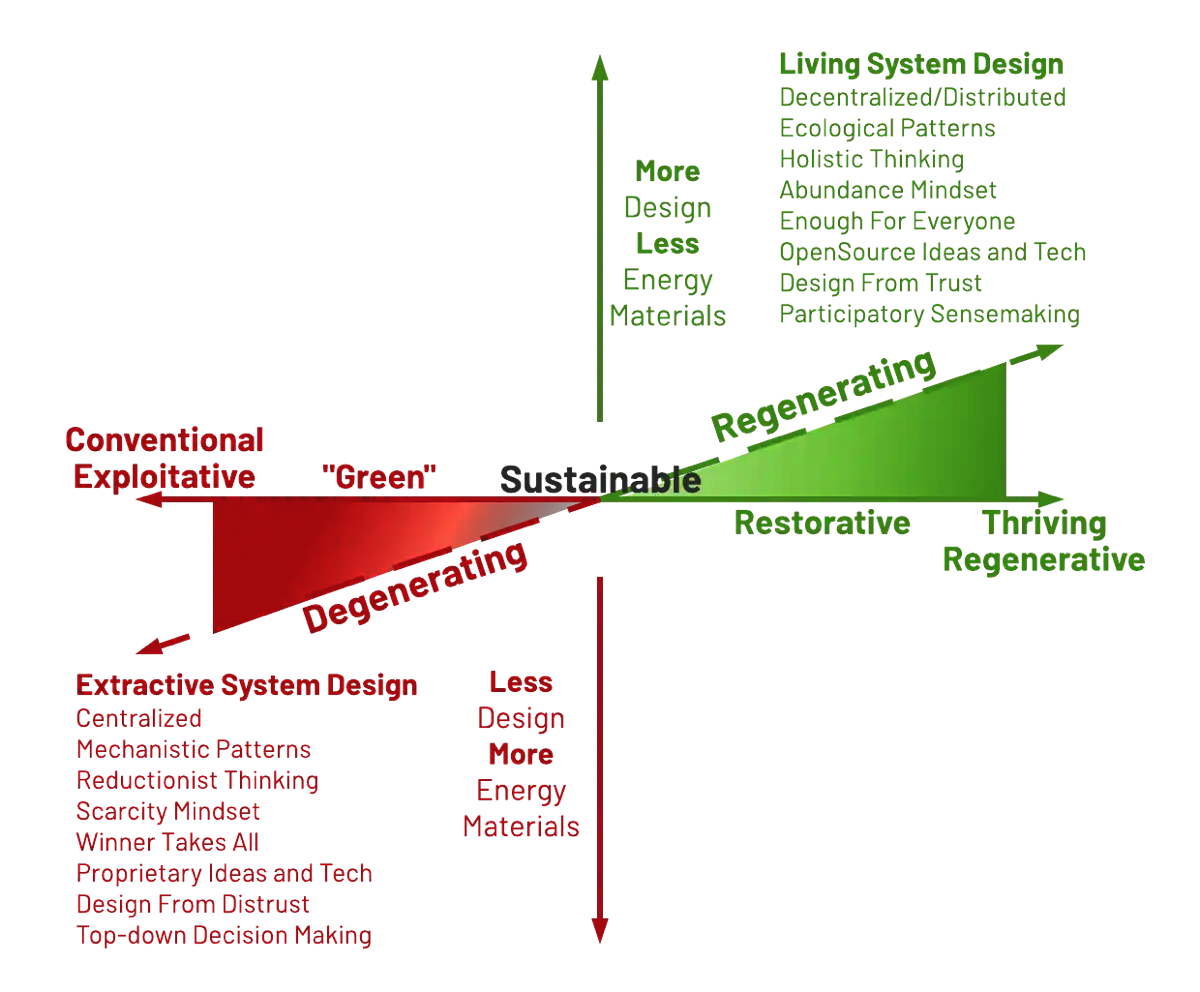 Living System Design
Decentralized/Distributed
Ecological Patterns
Holistic Thinking
Abundance Mindset
Enough For Everyone
OpenSource Ideas and Tech
Design From Trust
Participatory Sensemaking
More
Design
Less
Energy
Materials
Regenerating
Conventional
Exploitative
"Green"
Sustainable
Restorative
Thriving
Regenerative
Degenerating
Extractive System Design
Centralized
Mechanistic Patterns
Reductionist Thinking
Scarcity Mindset
Winner Takes All
Proprietary Ideas and Tech
Design From Distrust
Top-down Decision Making
Less
Design
More
Energy
Materials